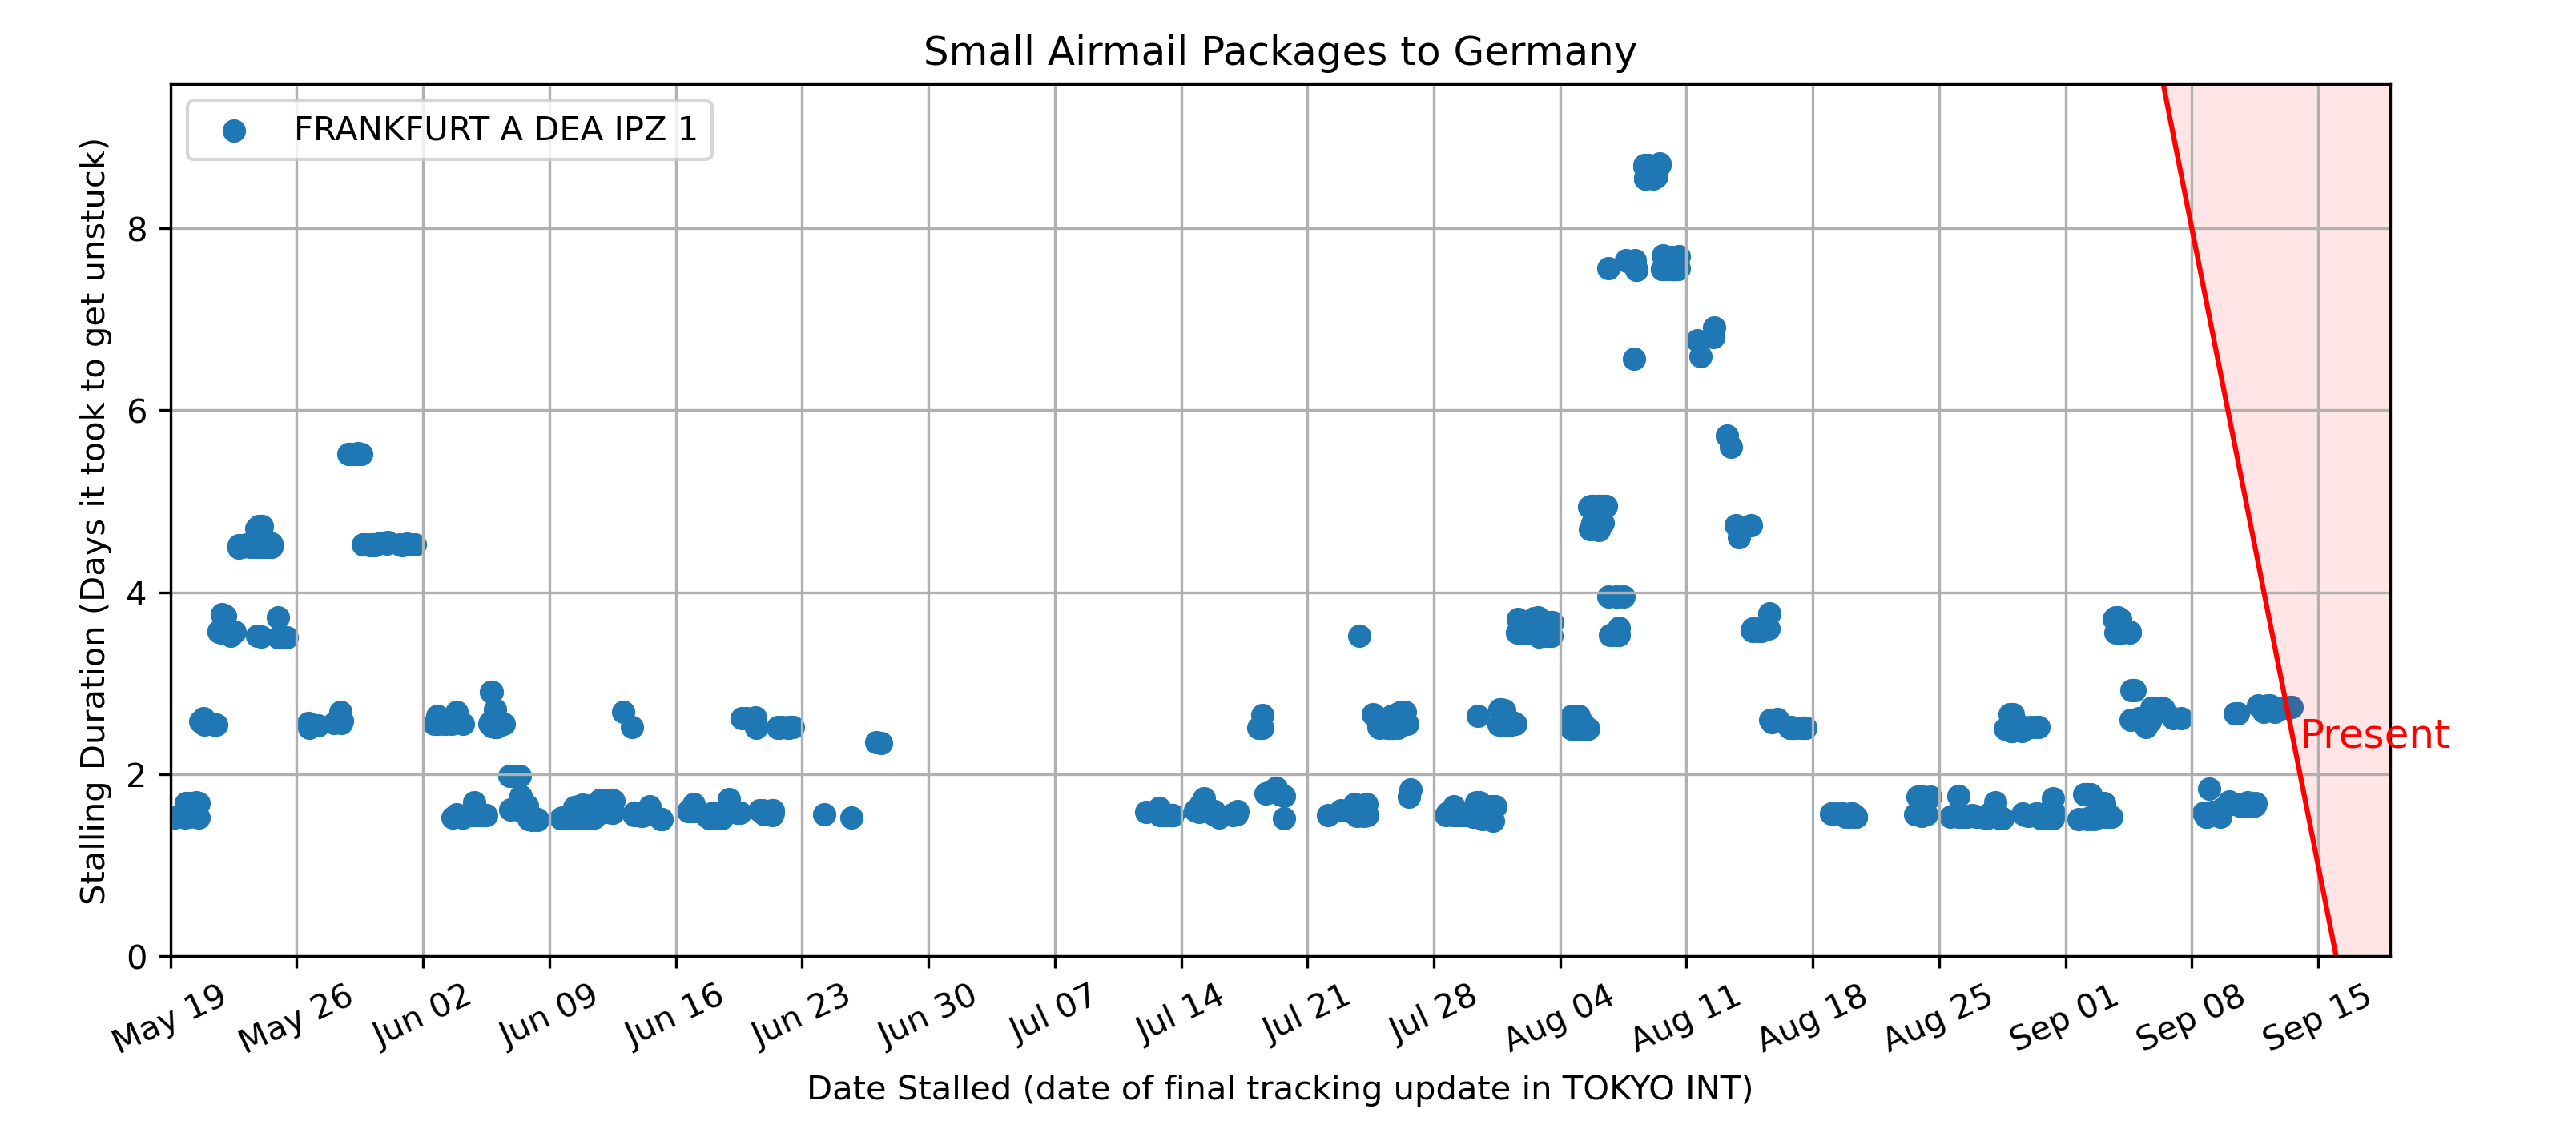 Small Airmail Packages to Germany
FRANKFURT A DEA IPZ 1
Stalling Duration (Days it took to get unstuck)
8
6
4
2
0
Present
May 19
May 26
Jun 02
Jun 09
Jun 16
Jun 23
Jun 30
Jul 07
Jul 14
Jul 21
Jul 28
Aug 04
Aug 11
Aug 18
Aug 25
Sep 01
Sep 08
Sep 15
Date Stalled (date of final tracking update in TOKYO INT)